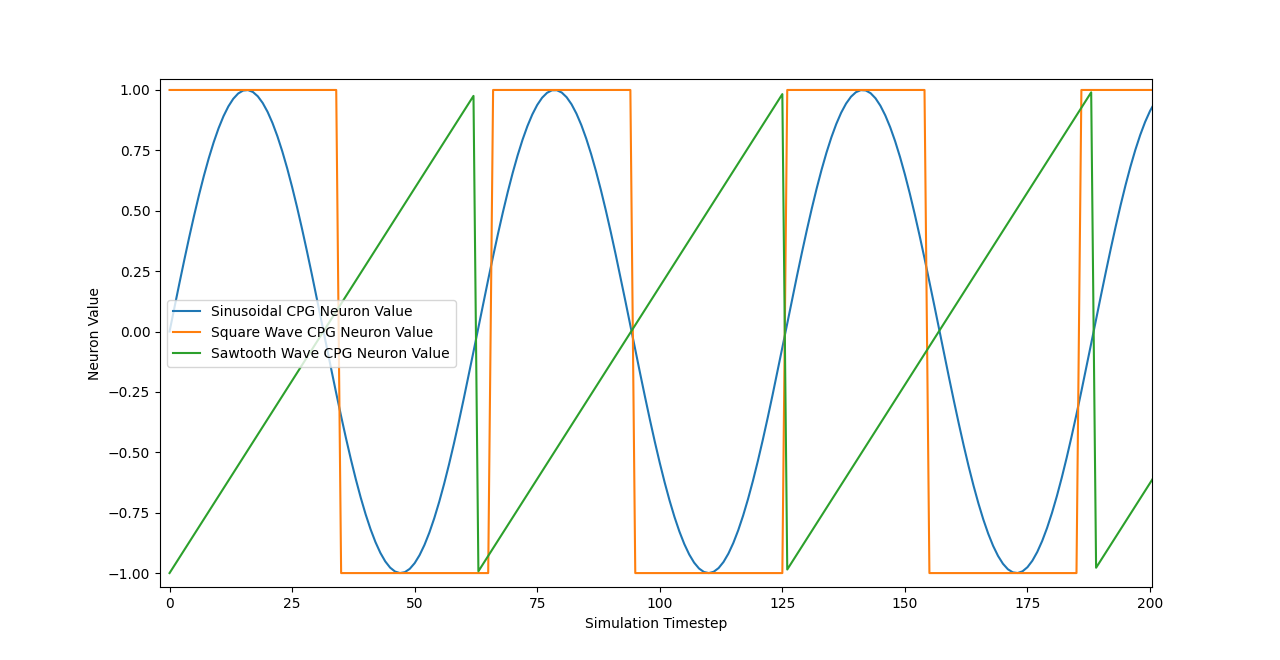 1.00
0.75
0.50
0.25
0.00
−0.25
−0.50
−0.75
−1.00
Neuron Value
Sinusoidal CPG Neuron Value
Square Wave CPG Neuron Value
Sawtooth Wave CPG Neuron Value
0 25 50 75 100 125 150 175 200
Simulation Timestep